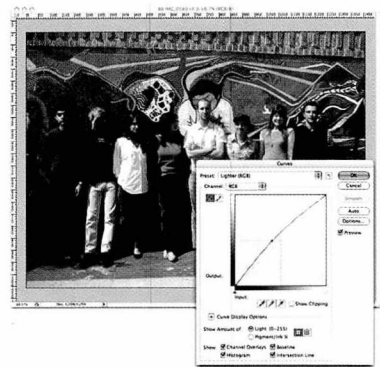 Curves
Preset: Lighter (RGB)
OK
Channel: RGB
Cancel
Smooth
Auto
Options...
Preview
Output:
Input:
Show Clipping
Curve Display Options
Show Amount of: Light (0-255)
Pigment/Ink %
Show: Channel Overlays Baseline
Histogram Intersection Line